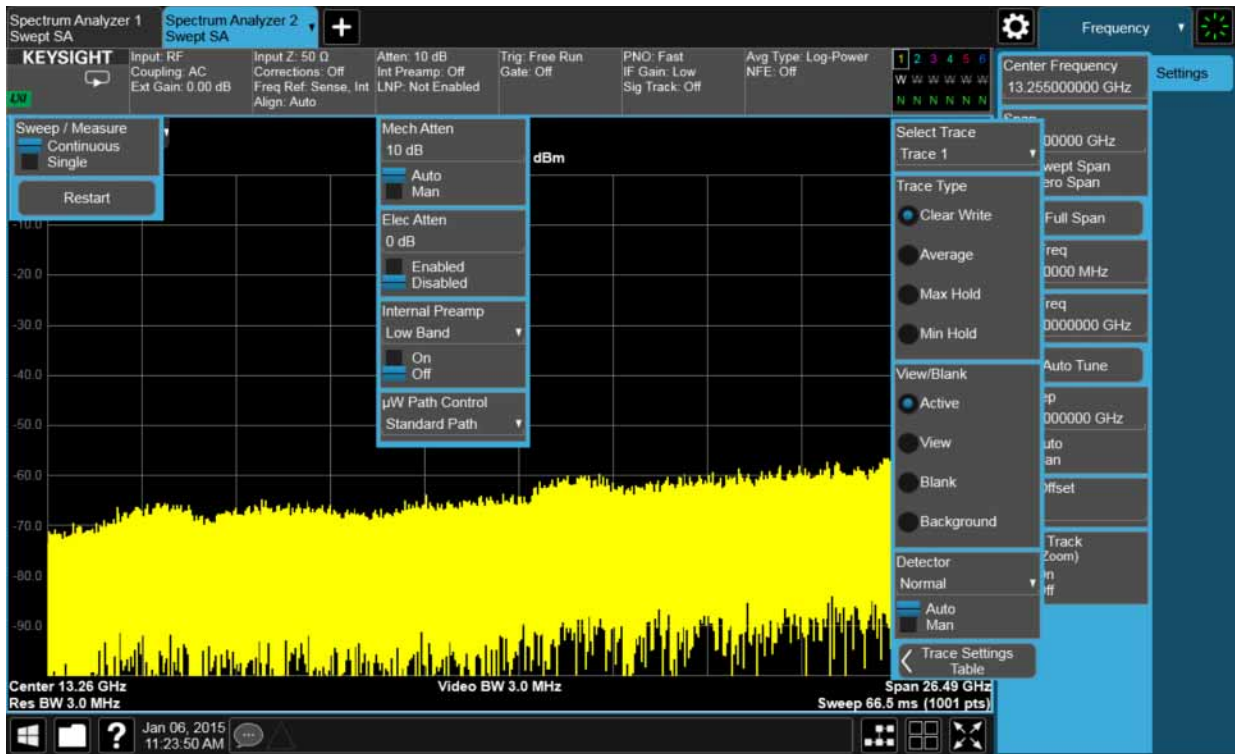 Spectrum Analyzer 1
Swept SA
Spectrum Analyzer 2
Swept SA
Frequency
KEYSIGHT
LXI
Input: RF
Coupling: AC
Ext Gain: 0.00 dB
Input Z: 50 Ω
Corrections: Off
Freq Ref: Sense, Int
Align: Auto
Atten: 10 dB
Int Preamp: Off
LNP: Not Enabled
Trig: Free Run
Gate: Off
PNO: Fast
IF Gain: Low
Sig Track: Off
Avg Type: Log-Power
NFE: Off
1 2 3 4 5 6
W W W W W W
N N N N N N
Center Frequency
13.255000000 GHz
Settings
Sweep / Measure
Continuous
Single
Restart
Mech Atten
10 dB
Auto
Man
Elec Atten
0 dB
Enabled
Disabled
Internal Preamp
Low Band
On
Off
µW Path Control
Standard Path
dBm
Select Trace
Trace 1
Trace Type
Clear Write
Average
Max Hold
Min Hold
View/Blank
Active
View
Blank
Background
Detector
Normal
Auto
Man
Trace Settings
Table
Span
00000 GHz
wept Span
ero Span
Full Span
req
0000 MHz
req
0000000 GHz
Auto Tune
ep
000000 GHz
uto
an
ffset
Track
Zoom)
n
ff
-10.0
-20.0
-30.0
-40.0
-50.0
-60.0
-70.0
-80.0
-90.0
Center 13.26 GHz
Res BW 3.0 MHz
Video BW 3.0 MHz
Span 26.49 GHz
Sweep 66.5 ms (1001 pts)
?
Jan 06, 2015
11:23:50 AM